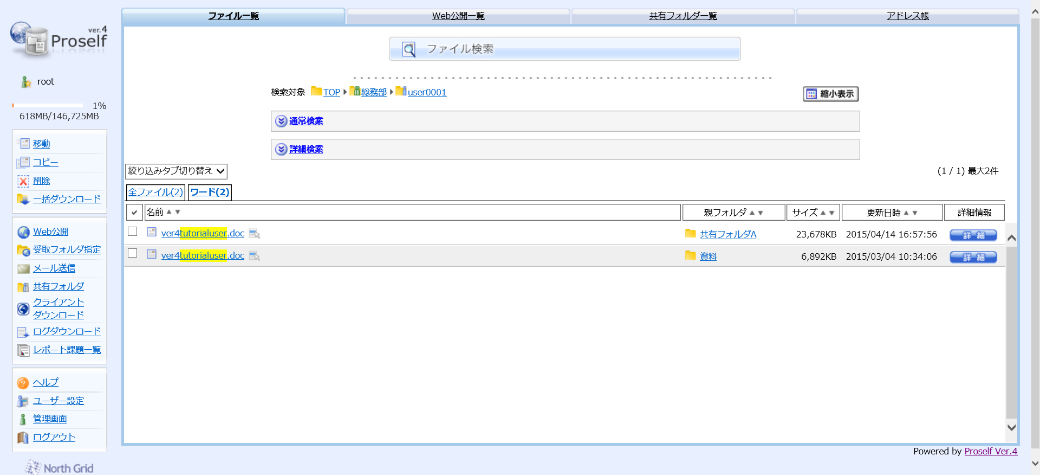 ファイル一覧
Web公開一覧
共有フォルダ一覧
アドレス帳
ver.4
Proself
root
1%
618MB/146,725MB
移動
コピー
削除
一括ダウンロード
Web公開
受取フォルダ指定
メール送信
共有フォルダ
クライアント
ダウンロード
ログダウンロード
レポート課題一覧
ヘルプ
ユーザー設定
管理画面
ログアウト
North Grid
ファイル検索
検索対象 TOP 総務部 user0001
縮小表示
通常検索
詳細検索
絞り込みタブ切り替え
(1 / 1) 最大2件
全ファイル(2) ワード(2)
名前▲▼ 親フォルダ▲▼ サイズ▲▼ 更新日時▲▼ 詳細情報
ver4tutorialuser.doc 共有フォルダA 23,678KB 2015/04/14 16:57:56 詳細
ver4tutorialuser.doc 資料 6,892KB 2015/03/04 10:34:06 詳細
Powered by Proself Ver.4